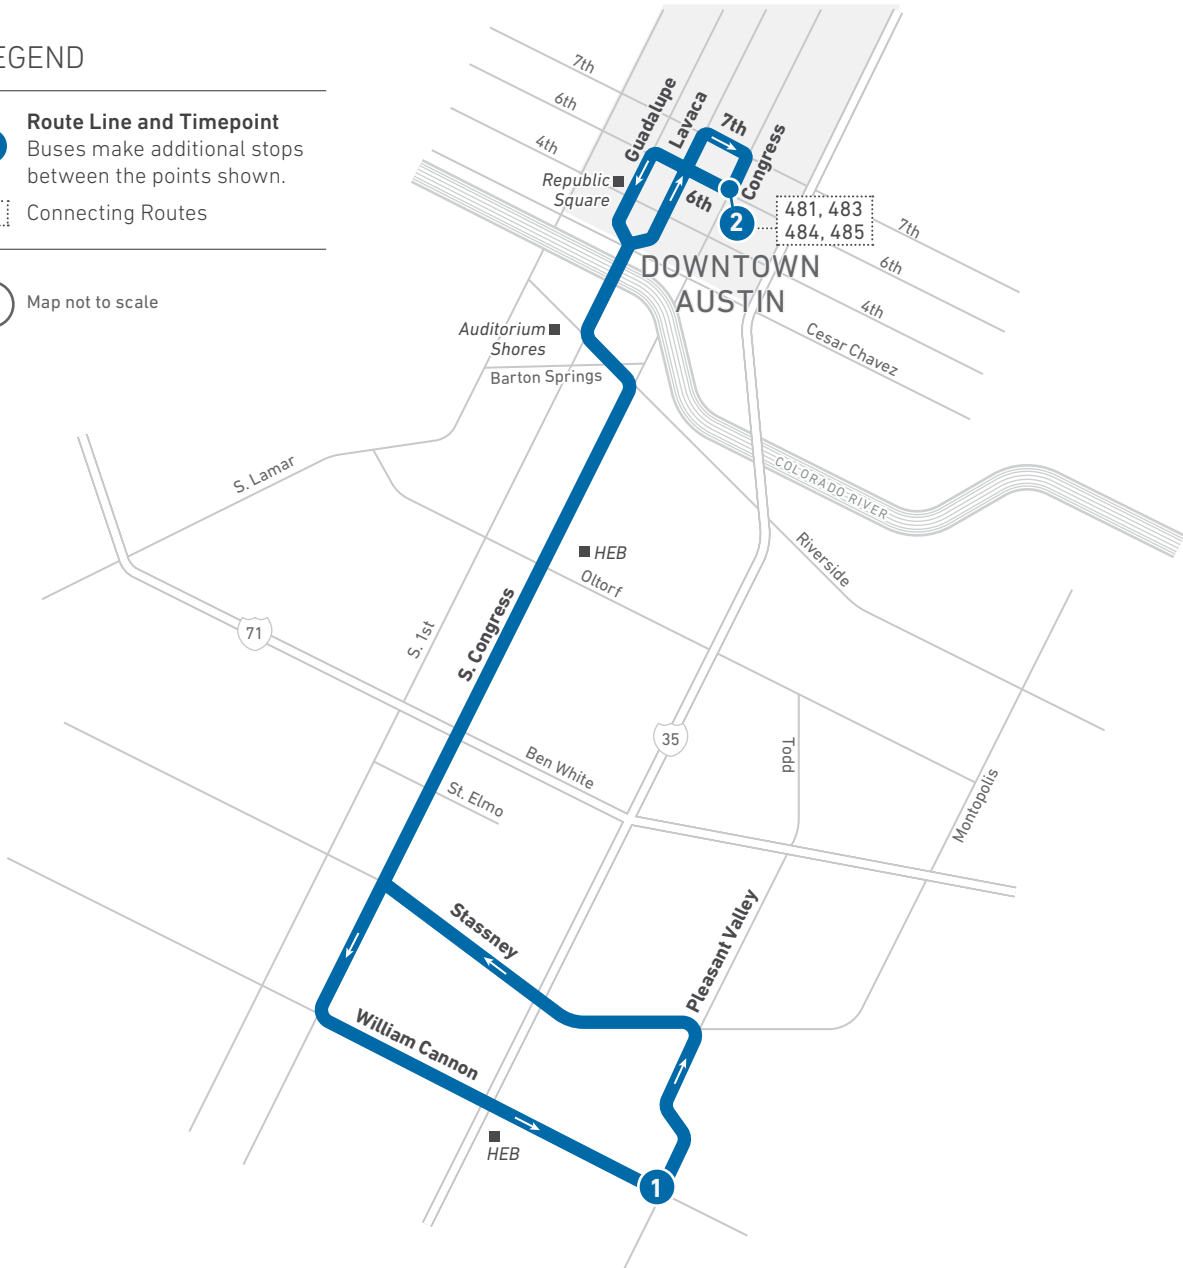 EGEND
Route Line and Timepoint
Buses make additional stops
between the points shown.
Connecting Routes
Map not to scale
7th
6th
4th
Guadalupe
Lavaca
7th
Congress
Republic
Square
6th
2
481, 483
484, 485
7th
6th
4th
Cesar Chavez
DOWNTOWN
AUSTIN
Auditorium
Shores
Barton Springs
S. Lamar
COLORADO RIVER
HEB
Oltorf
Riverside
71
S. 1st
S. Congress
35
Ben White
Todd
St. Elmo
Montopolis
Stassney
Pleasant Valley
William Cannon
HEB
1